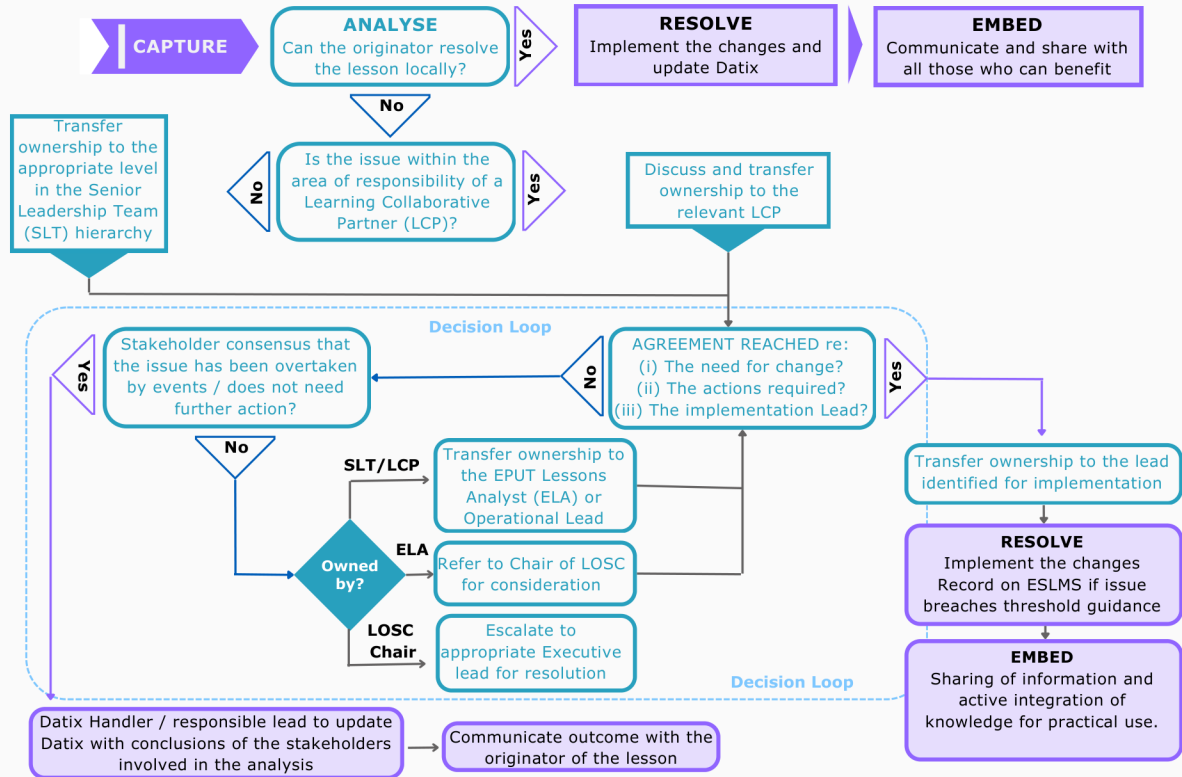 CAPTURE
ANALYSE
Can the originator resolve
the lesson locally?
Yes
RESOLVE
Implement the changes and
update Datix
EMBED
Communicate and share with
all those who can benefit
No
Transfer
ownership to the
appropriate level
in the Senior
Leadership Team
(SLT) hierarchy
No
Is the issue within the
area of responsibility of a
Learning Collaborative
Partner (LCP)?
Yes
Discuss and transfer
ownership to the
relevant LCP
Decision Loop
Yes
Stakeholder consensus that
the issue has been overtaken
by events / does not need
further action?
No
AGREEMENT REACHED re:
(i) The need for change?
(ii) The actions required?
(iii) The implementation Lead?
Yes
No
Owned
by?
SLT/LCP
Transfer ownership to
the EPUT Lessons
Analyst (ELA) or
Operational Lead
ELA
Refer to Chair of LOSC
for consideration
LOSC
Chair
Escalate to
appropriate Executive
lead for resolution
Transfer ownership to the lead
identified for implementation
RESOLVE
Implement the changes
Record on ESLMS if issue
breaches threshold guidance
EMBED
Sharing of information and
active integration of
knowledge for practical use.
Decision Loop
Datix Handler / responsible lead to update
Datix with conclusions of the stakeholders
involved in the analysis
Communicate outcome with the
originator of the lesson